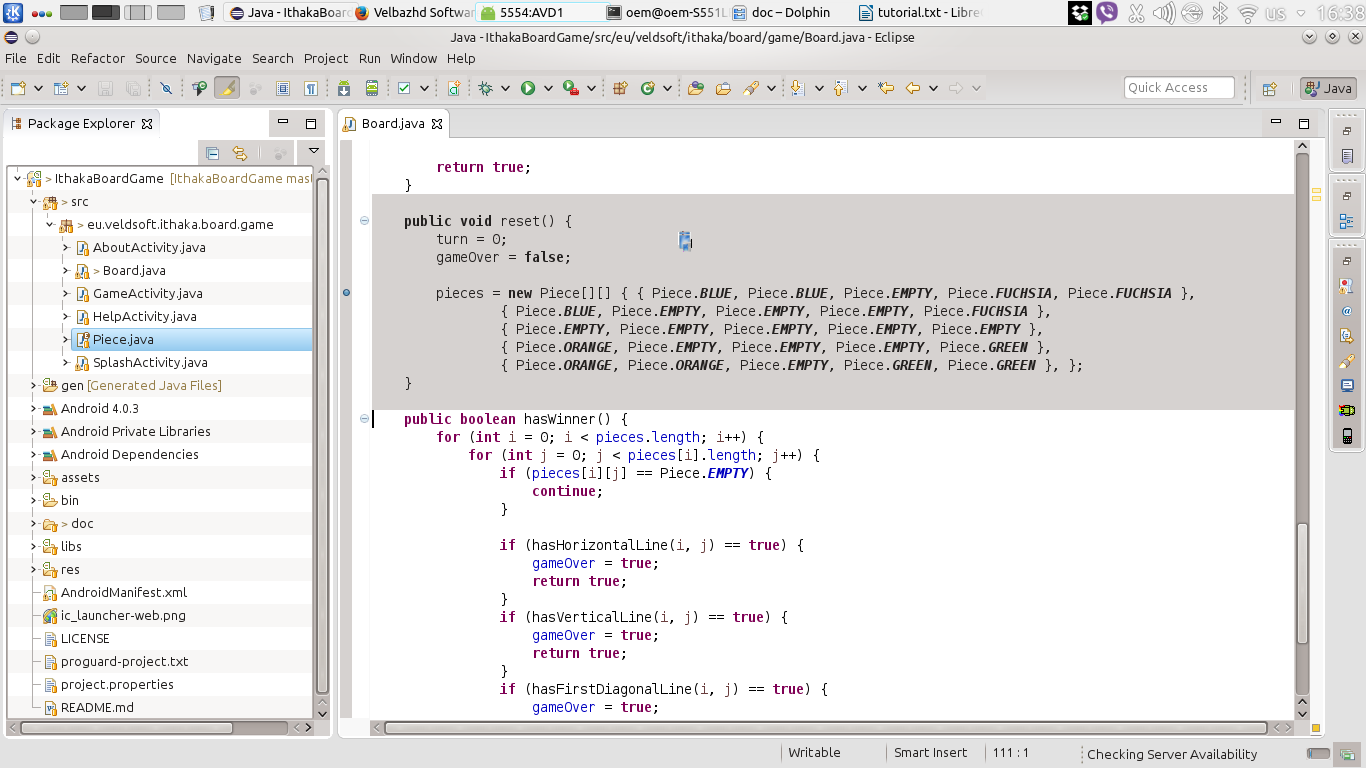 Java - IthakaBoa
Velbazhd Softwar
5554:AVD1
oem@oem-S5S1L
doc – Dolphin
tutorial.txt - Libre
us
16:38
Java - IthakaBoardGame/src/eu/veldsoft/ithaka/board/game/Board.java - Eclipse
File Edit Refactor Source Navigate Search Project Run Window Help
Quick Access
Java
Package Explorer
Board.java
> IthakaBoardGame [IthakaBoardGame mast
> src
> eu.veldsoft.ithaka.board.game
AboutActivity.java
> Board.java
GameActivity.java
HelpActivity.java
Piece.java
SplashActivity.java
gen [Generated Java Files]
Android 4.0.3
Android Private Libraries
Android Dependencies
assets
bin
> doc
libs
res
AndroidManifest.xml
ic_launcher-web.png
LICENSE
proguard-project.txt
project.properties
README.md
return true;
}
public void reset() {
turn = 0;
gameOver = false;
pieces = new Piece[][] { { Piece.BLUE, Piece.BLUE, Piece.EMPTY, Piece.FUCHSIA, Piece.FUCHSIA },
{ Piece.BLUE, Piece.EMPTY, Piece.EMPTY, Piece.EMPTY, Piece.FUCHSIA },
{ Piece.EMPTY, Piece.EMPTY, Piece.EMPTY, Piece.EMPTY, Piece.EMPTY },
{ Piece.ORANGE, Piece.EMPTY, Piece.EMPTY, Piece.EMPTY, Piece.GREEN },
{ Piece.ORANGE, Piece.ORANGE, Piece.EMPTY, Piece.GREEN, Piece.GREEN }, };
}
public boolean hasWinner() {
for (int i = 0; i < pieces.length; i++) {
for (int j = 0; j < pieces[i].length; j++) {
if (pieces[i][j] == Piece.EMPTY) {
continue;
}
if (hasHorizontalLine(i, j) == true) {
gameOver = true;
return true;
}
if (hasVerticalLine(i, j) == true) {
gameOver = true;
return true;
}
if (hasFirstDiagonalLine(i, j) == true) {
gameOver = true;
Writable
Smart Insert
111 : 1
Checking Server Availability